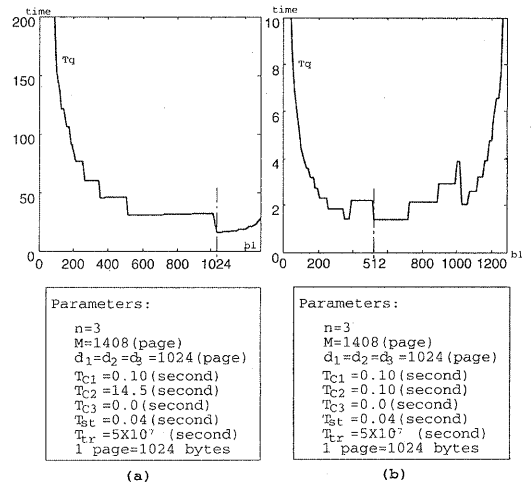 time
200
150
100
50
0
Tq
0 200 400 600 800 1024
b1
time
10
8
6
4
2
0
Tq
0 200 512 800 1000 1200
b1
Parameters:
n=3
M=1408(page)
d1=d2=d3=1024(page)
TC1=0.10(second)
TC2=14.5(second)
TC3=0.0(second)
Tst=0.04(second)
Ttr=5X10⁷ (second)
1 page=1024 bytes
(a)
Parameters:
n=3
M=1408(page)
d1=d2=d3=1024(page)
TC1=0.10(second)
TC2=0.10(second)
TC3=0.0(second)
Tst=0.04(second)
Ttr=5X10⁷ (second)
1 page=1024 bytes
(b)